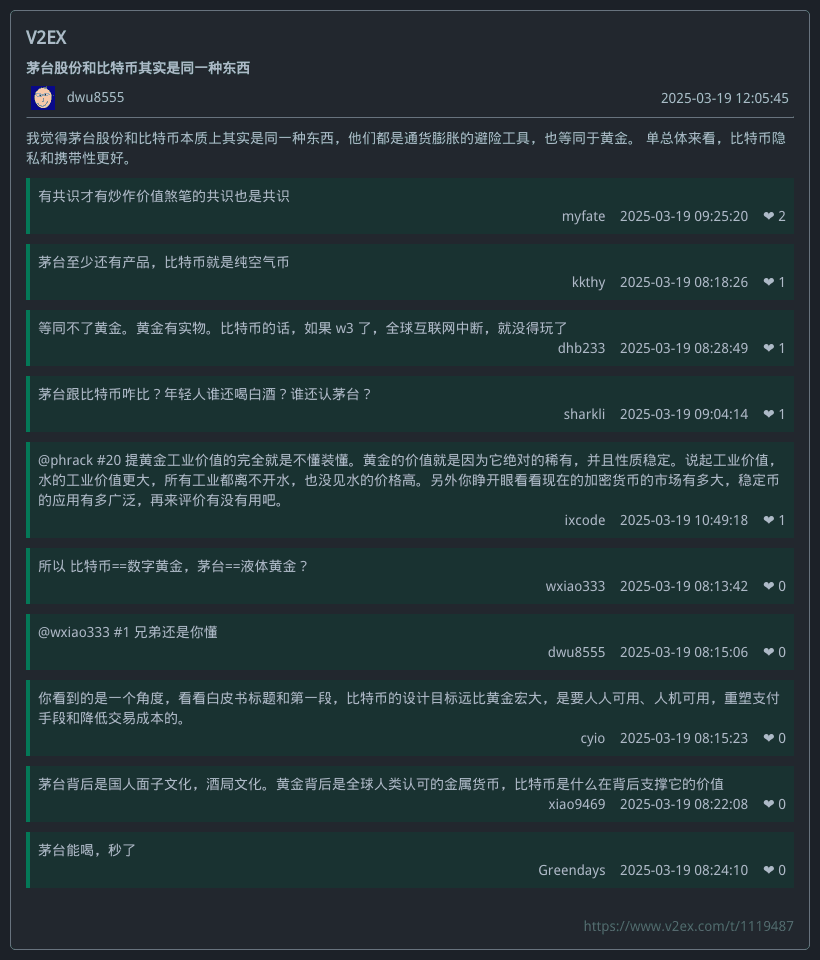 V2EX
茅台股份和比特币其实是同一种东西
dwu8555
2025-03-19 12:05:45
我觉得茅台股份和比特币本质上其实是同一种东西，他们都是通货膨胀的避险工具，也等同于黄金。 单总体来看，比特币隐
私和携带性更好。
有共识才有炒作价值煞笔的共识也是共识
myfate 2025-03-19 09:25:20 ❤ 2
茅台至少还有产品，比特币就是纯空气币
kkthy 2025-03-19 08:18:26 ❤ 1
等同不了黄金。黄金有实物。比特币的话，如果 w3 了，全球互联网中断，就没得玩了
dhb233 2025-03-19 08:28:49 ❤ 1
茅台跟比特币咋比？年轻人谁还喝白酒？谁还认茅台？
sharkli 2025-03-19 09:04:14 ❤ 1
@phrack #20 提黄金工业价值的完全就是不懂装懂。黄金的价值就是因为它绝对的稀有，并且性质稳定。说起工业价值，
水的工业价值更大，所有工业都离不开水，也没见水的价格高。另外你睁开眼看看现在的加密货币的市场有多大，稳定币
的应用有多广泛，再来评价有没有用吧。
ixcode 2025-03-19 10:49:18 ❤ 1
所以 比特币==数字黄金，茅台==液体黄金？
wxiao333 2025-03-19 08:13:42 ❤ 0
@wxiao333 #1 兄弟还是你懂
dwu8555 2025-03-19 08:15:06 ❤ 0
你看到的是一个角度，看看白皮书标题和第一段，比特币的设计目标远比黄金宏大，是要人人可用、人机可用，重塑支付
手段和降低交易成本的。
cyio 2025-03-19 08:15:23 ❤ 0
茅台背后是国人面子文化，酒局文化。黄金背后是全球人类认可的金属货币，比特币是什么在背后支撑它的价值
xiao9469 2025-03-19 08:22:08 ❤ 0
茅台能喝，秒了
Greendays 2025-03-19 08:24:10 ❤ 0
https://www.v2ex.com/t/1119487